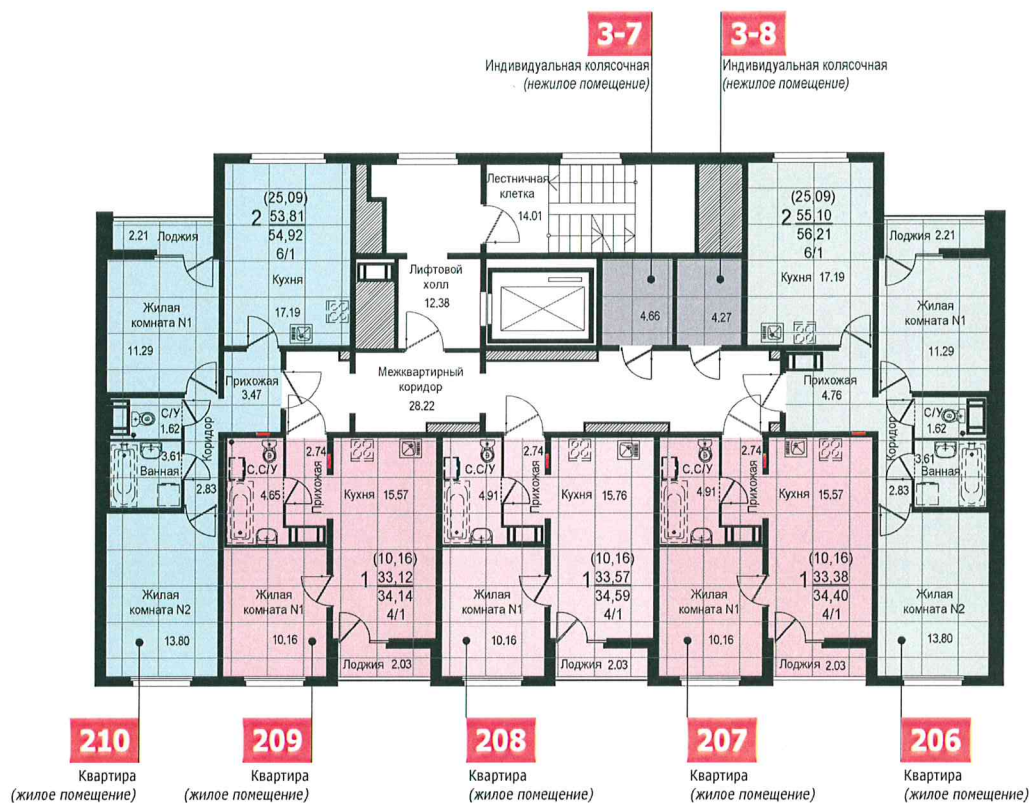 3-7
Индивидуальная колясочная
(нежилое помещение)
3-8
Индивидуальная колясочная
(нежилое помещение)
(25,09)
2 53,81
54,92
6/1
Кухня
17.19
2.21 Лоджия
Жилая
комната N1
11.29
Прихожая
3.47
С/У
1.62
Коридор
3.61
Ванная
2.83
Жилая
комната N2
13.80
Лестничная
клетка
14.01
Лифтовой
холл
12.38
Межквартирный
коридор
28.22
4.66
4.27
(25,09)
2 55,10
56,21
6/1
Кухня 17.19
Лоджия 2.21
Жилая
комната N1
11.29
Прихожая
4.76
С/У
1.62
Коридор
3.61
Ванная
2.83
Жилая
комната N2
13.80
С.С/У
4.65
2.74
Прихожая
Кухня 15.57
(10,16)
1 33,12
34,14
4/1
Жилая
комната N1
10.16
Лоджия 2.03
С.С/У
4.91
2.74
Прихожая
Кухня 15.76
(10,16)
1 33,57
34,59
4/1
Жилая
комната N1
10.16
Лоджия 2.03
С.С/У
4.91
2.74
Прихожая
Кухня 15.57
(10,16)
1 33,38
34,40
4/1
Жилая
комната N1
10.16
Лоджия 2.03
210
Квартира
(жилое помещение)
209
Квартира
(жилое помещение)
208
Квартира
(жилое помещение)
207
Квартира
(жилое помещение)
206
Квартира
(жилое помещение)